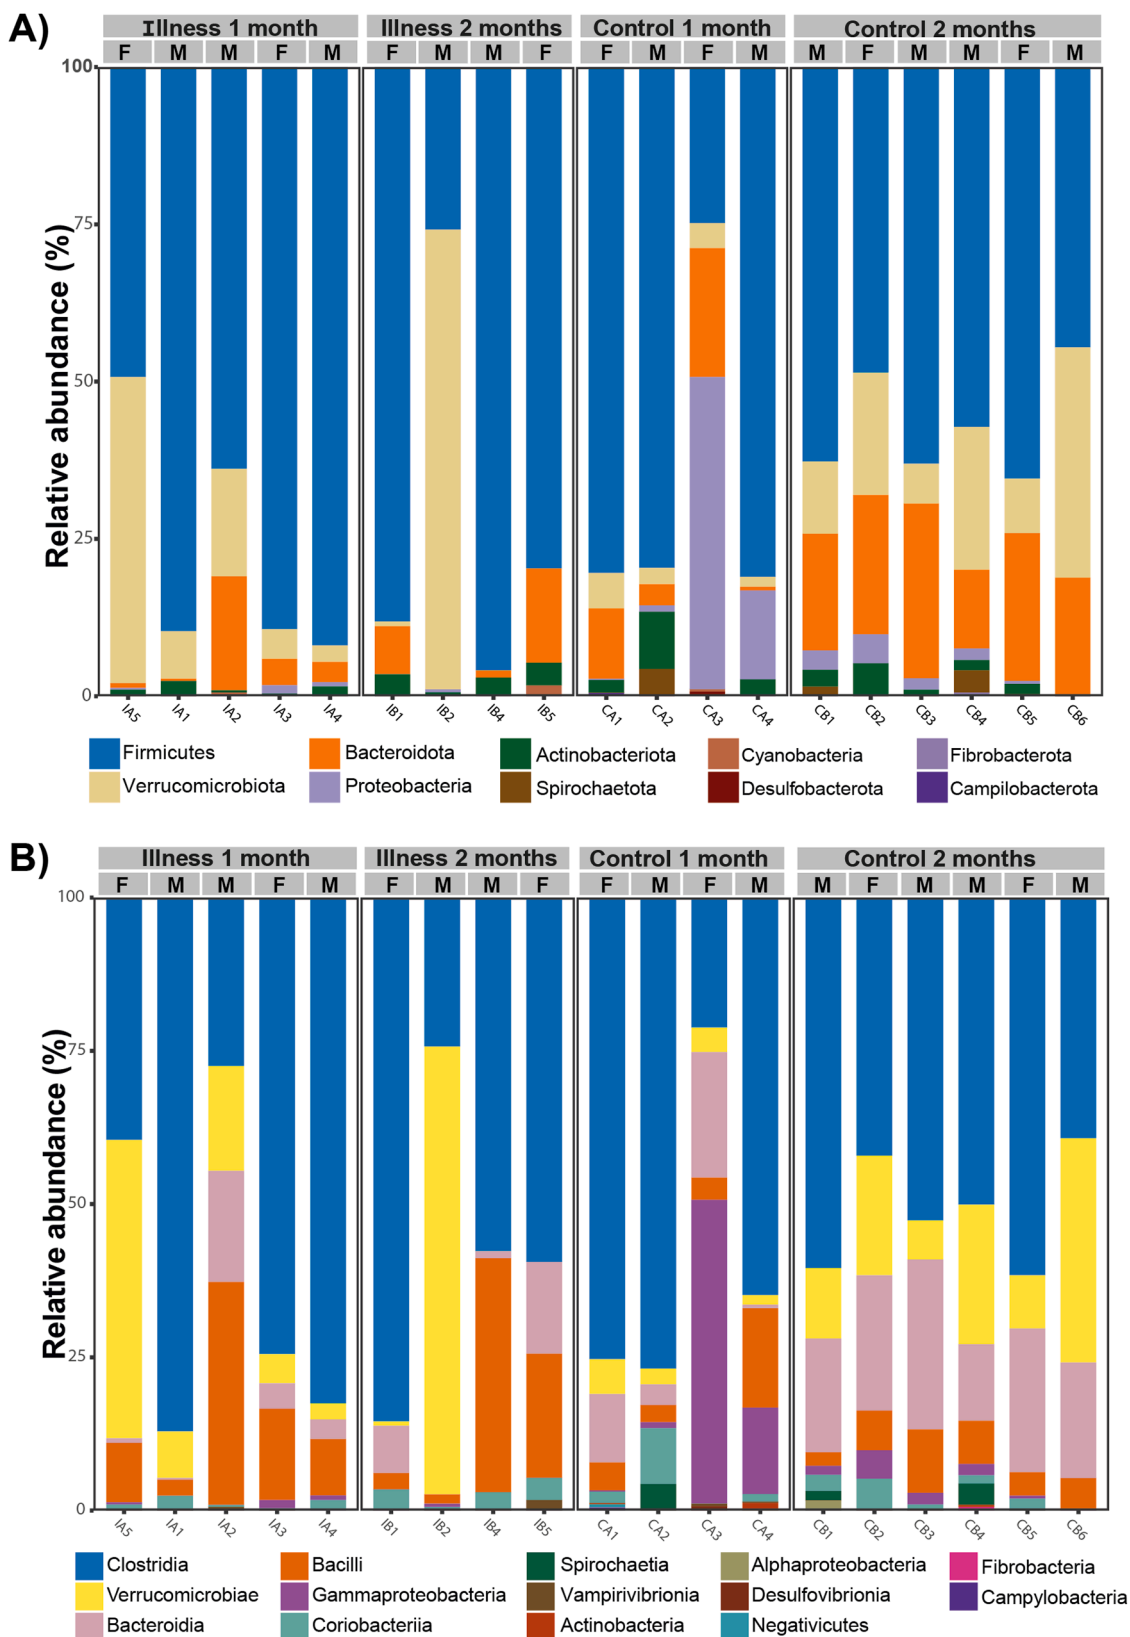 A)
Illness 1 month Illness 2 months Control 1 month Control 2 months
F M M F M F M M F F M F M M F M M F M
100
75
50
25
0
Relative abundance (%)
IA5 IA1 IA2 IA3 IA4 IB1 IB2 IB4 IB5 CA1 CA2 CA3 CA4 CB1 CB2 CB3 CB4 CB5 CB6
Firmicutes Bacteroidota Actinobacteriota Cyanobacteria Fibrobacterota
Verrucomicrobiota Proteobacteria Spirochaetota Desulfobacterota Campilobacterota
B)
Illness 1 month Illness 2 months Control 1 month Control 2 months
F M M F M F M M F F M F M M F M M F M
100
75
50
25
0
Relative abundance (%)
IA5 IA1 IA2 IA3 IA4 IB1 IB2 IB4 IB5 CA1 CA2 CA3 CA4 CB1 CB2 CB3 CB4 CB5 CB6
Clostridia Bacilli Spirochaetia Alphaproteobacteria Fibrobacteria
Verrucomicrobiae Gammaproteobacteria Vampirivibrionia Desulfovibrionia Campylobacteria
Bacteroidia Coriobacteriia Actinobacteria Negativicutes